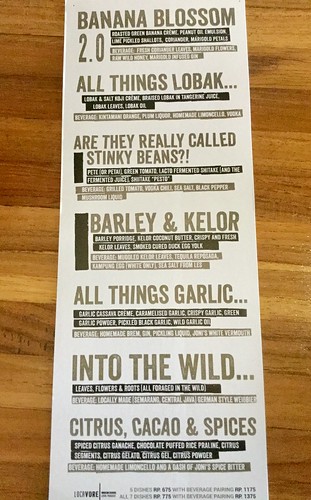 BANANA BLOSSOM
2.0
ROASTED GREEN BANANA CRÈME, PEANUT OIL EMULSION,
LIME PICKLED SHALLOTS, CORIANDER, MARIGOLD PETALS
BEVERAGE: FRESH CORIANDER LEAVES, MARIGOLD FLOWERS,
RAW WILD HONEY, MARIGOLD INFUSED GIN
ALL THINGS LOBAK...
LOBAK & SALT KOJI CRÈME, BRAISED LOBAK IN TANGERINE JUICE,
LOBAK LEAVES, LOBAK OIL
BEVERAGE: KINTAMANI ORANGE, PLUM LIQUOR, HOMEMADE LIMONCELLO, VODKA
ARE THEY REALLY CALLED
STINKY BEANS?!
PETE (OR PETAI), GREEN TOMATO, LACTO FERMENTED SHIITAKE (AND THE
FERMENTED JUICE), SHIITAKE "PESTO"
BEVERAGE: GRILLED TOMATO, VODKA CHILI, SEA SALT, BLACK PEPPER
MUSHROOM LIQUID
BARLEY & KELOR
BARLEY PORRIDGE, KELOR COCONUT BUTTER, CRISPY AND FRESH
KELOR LEAVES, SMOKED CURED DUCK EGG YOLK
BEVERAGE: MUDDLED KELOR LEAVES, TEQUILA REPOSADA,
KAMPUNG EGG (WHITE ONLY), SEA SALT FROM LES
ALL THINGS GARLIC...
GARLIC CASSAVA CRÈME, CARAMELISED GARLIC, CRISPY GARLIC, GREEN
GARLIC POWDER, PICKLED BLACK GARLIC, WILD GARLIC OIL
BEVERAGE: HOMEMADE BREM, GIN, PICKLING LIQUID, JONI'S WHITE VERMOUTH
INTO THE WILD...
LEAVES, FLOWERS & ROOTS (ALL FORAGED IN THE WILD)
BEVERAGE: LOCALLY MADE (SEMARANG, CENTRAL JAVA) GERMAN STYLE WEIßBIER
CITRUS, CACAO & SPICES
SPICED CITRUS GANACHE, CHOCOLATE PUFFED RICE PRALINE, CITRUS
SEGMENTS, CITRUS GELATO, CITRUS GEL, CITRUS POWDER
BEVERAGE: HOMEMADE LIMONCELLO AND A DASH OF JONI'S SPICE BITTER
LOCAVORE
5 DISHES RP. 675 WITH BEVERAGE PAIRING RP. 1175
ALL 7 DISHES RP. 775 WITH BEVERAGE PAIRING RP. 1375